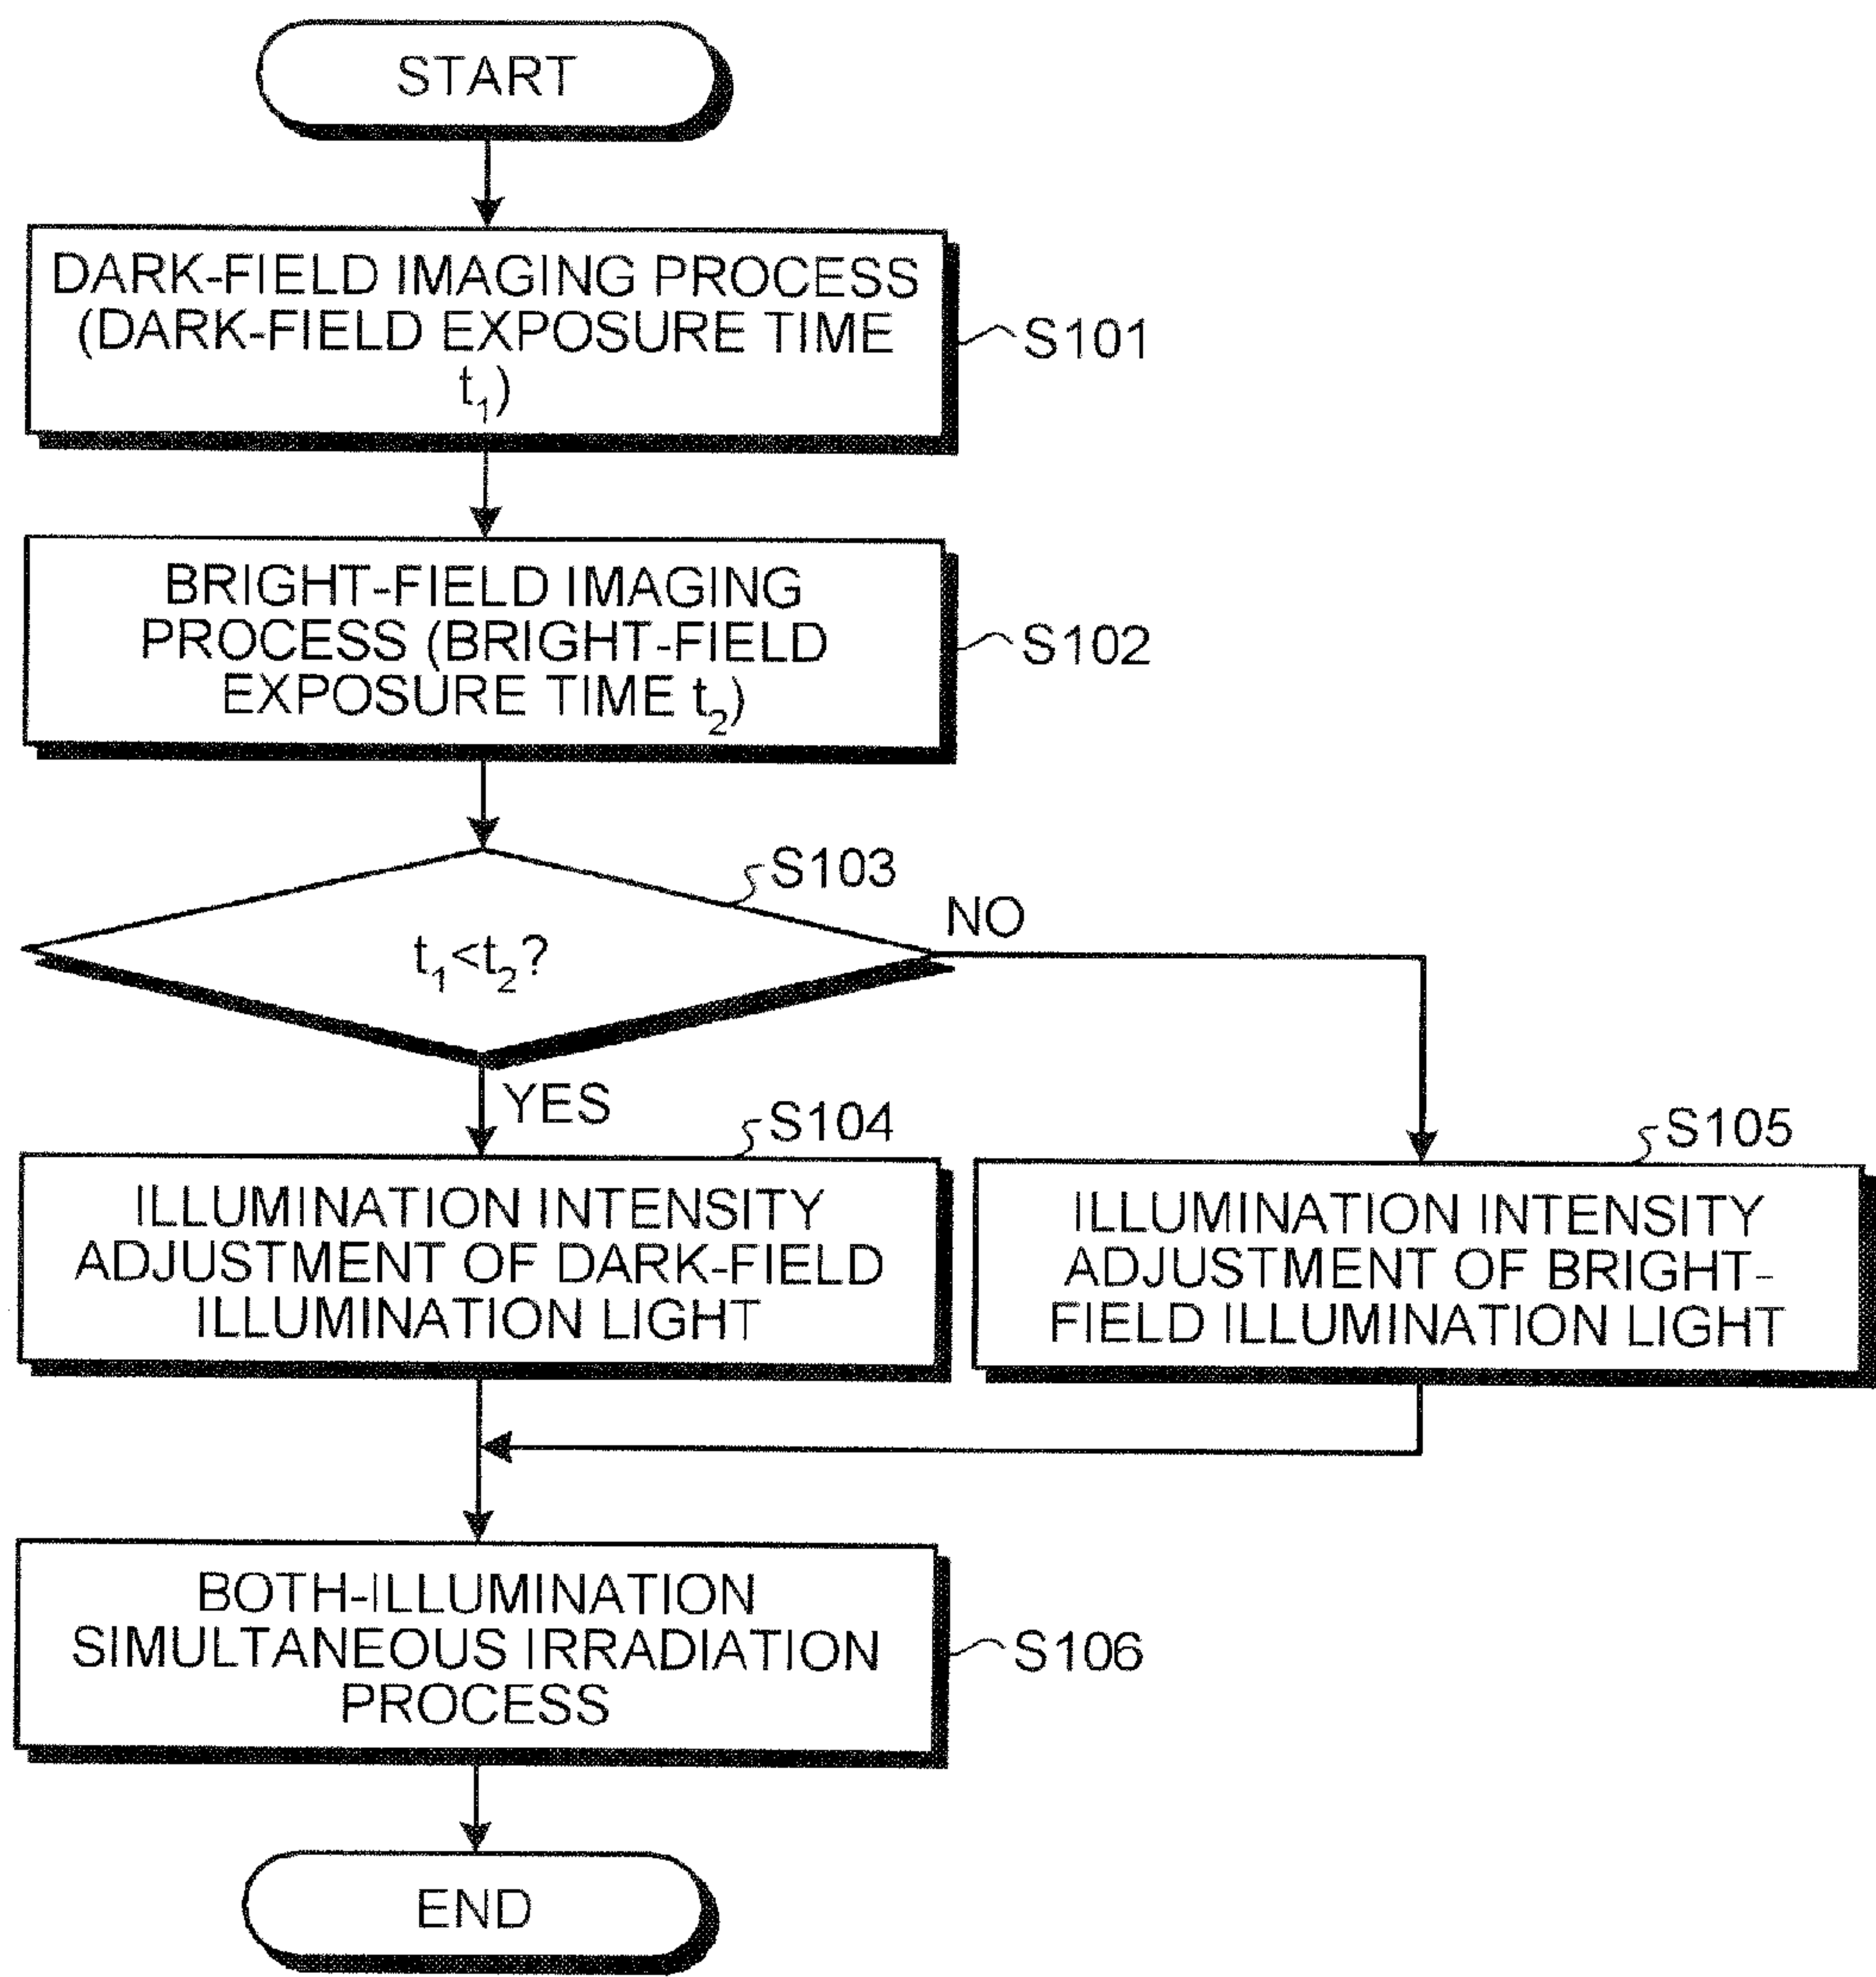 START
DARK-FIELD IMAGING PROCESS
(DARK-FIELD EXPOSURE TIME
t₁)
S101
BRIGHT-FIELD IMAGING
PROCESS (BRIGHT-FIELD
EXPOSURE TIME t₂)
S102
S103
t₁<t₂?
NO
YES
S104
ILLUMINATION INTENSITY
ADJUSTMENT OF DARK-FIELD
ILLUMINATION LIGHT
S105
ILLUMINATION INTENSITY
ADJUSTMENT OF BRIGHT-
FIELD ILLUMINATION LIGHT
BOTH-ILLUMINATION
SIMULTANEOUS IRRADIATION
PROCESS
S106
END